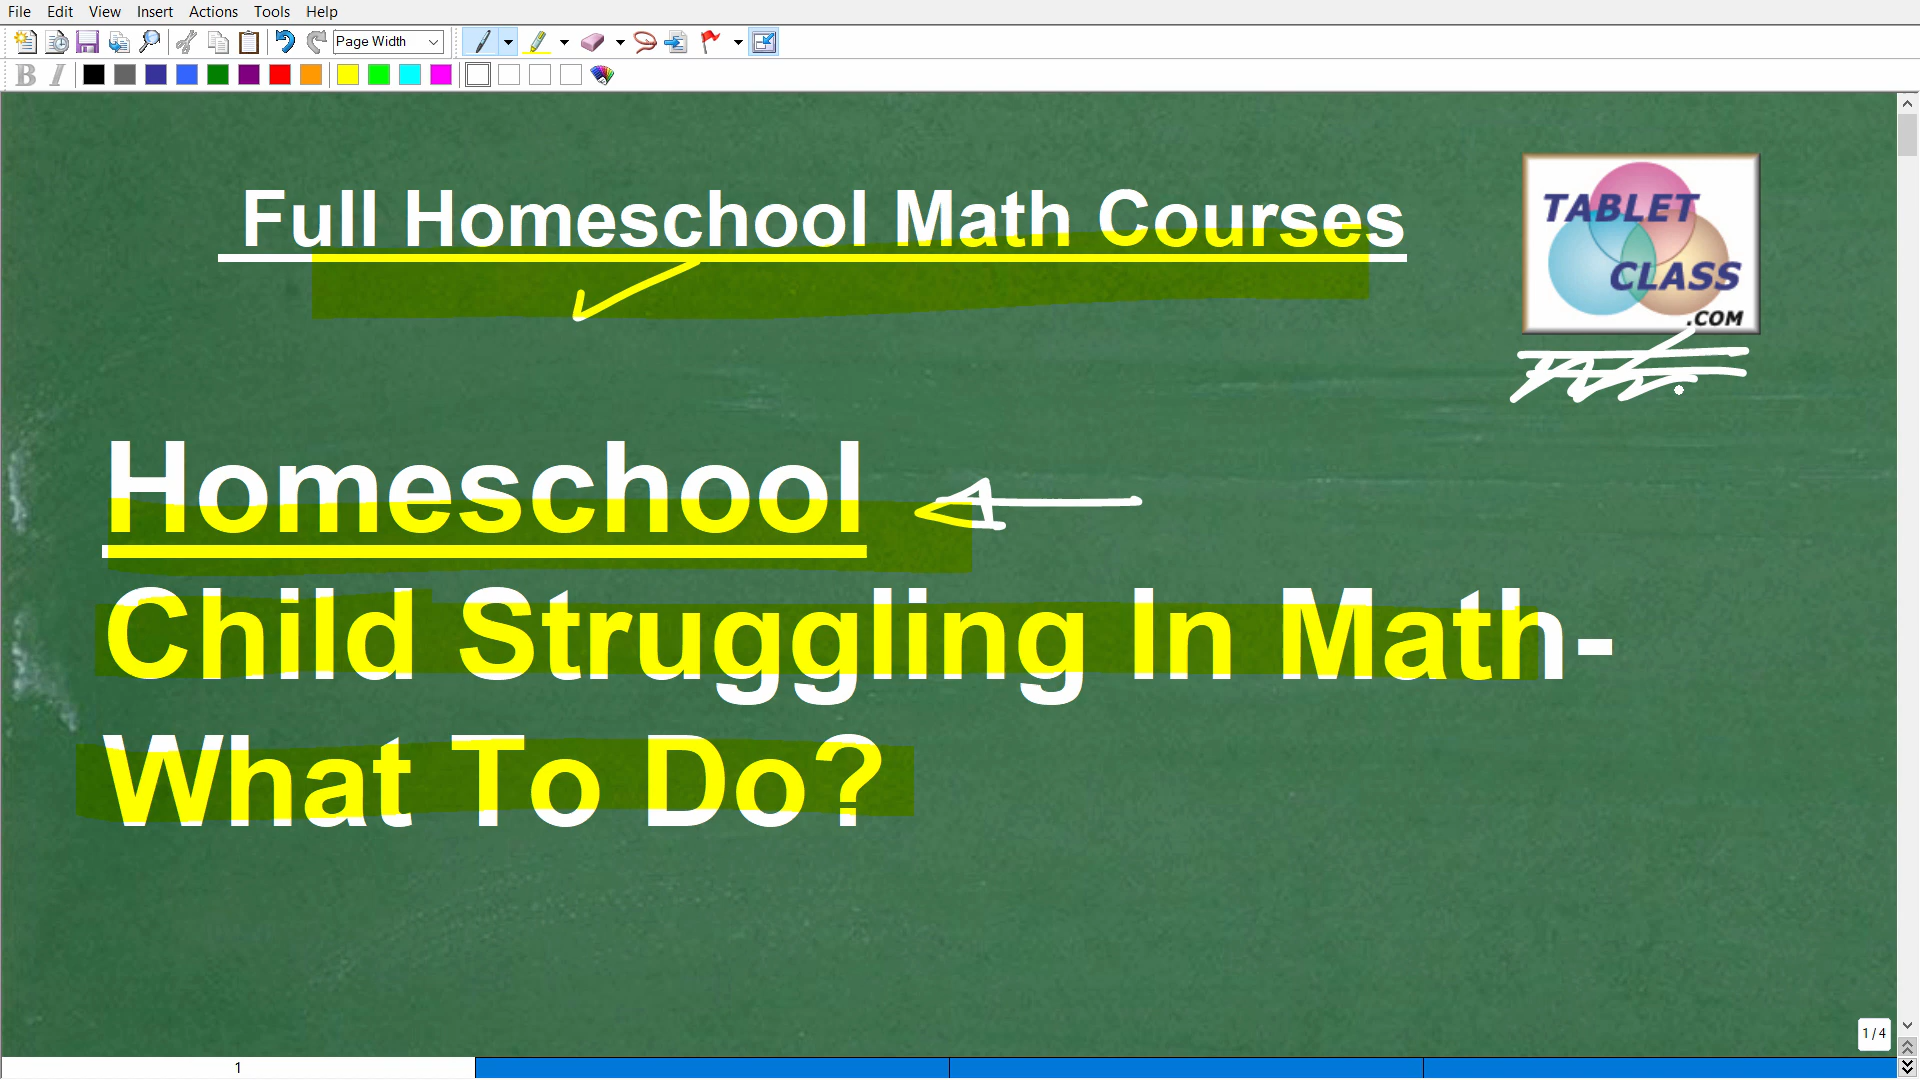 File Edit View Insert Actions Tools Help
Page Width
B I
Full Homeschool Math Courses
TABLET
CLASS
.COM
Homeschool
Child Struggling In Math-
What To Do?
1 / 4
1